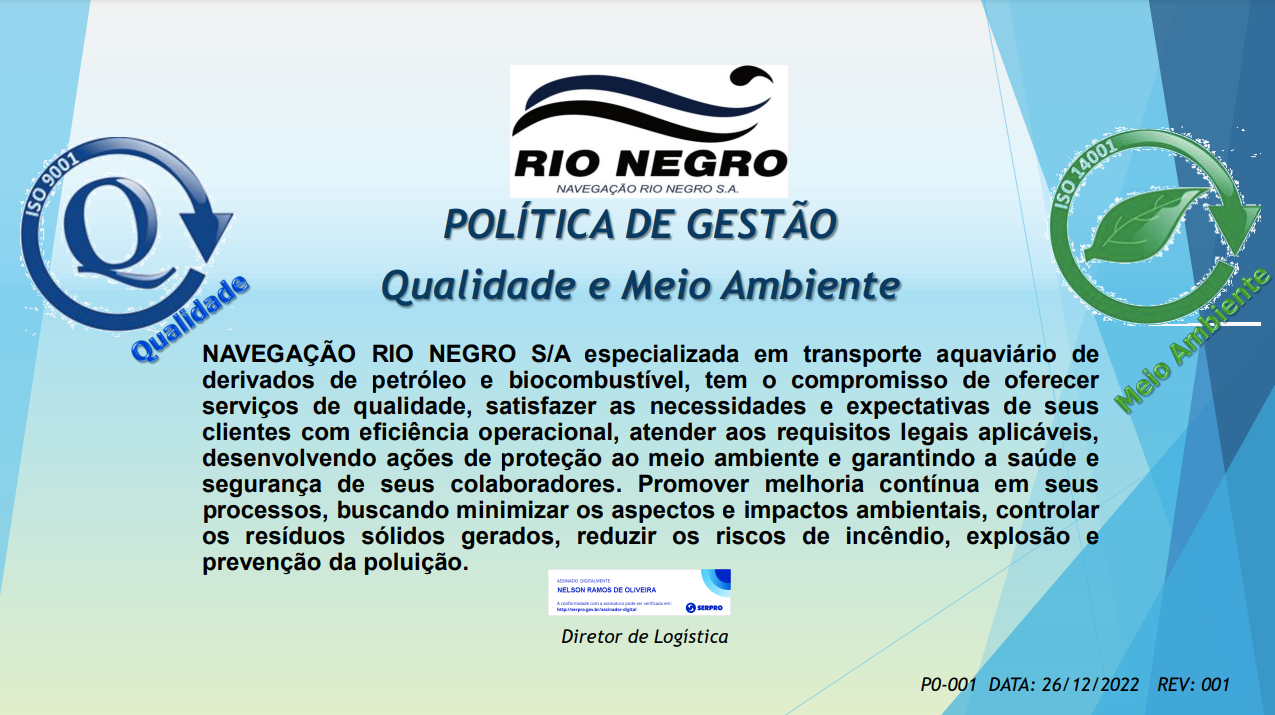 RIO NEGRO
NAVEGAÇÃO RIO NEGRO S.A.
POLÍTICA DE GESTÃO
Qualidade e Meio Ambiente
ISO 9001
Q
Qualidade
ISO 14001
Meio Ambiente
NAVEGAÇÃO RIO NEGRO S/A especializada em transporte aquaviário de
derivados de petróleo e biocombustível, tem o compromisso de oferecer
serviços de qualidade, satisfazer as necessidades e expectativas de seus
clientes com eficiência operacional, atender aos requisitos legais aplicáveis,
desenvolvendo ações de proteção ao meio ambiente e garantindo a saúde e
segurança de seus colaboradores. Promover melhoria contínua em seus
processos, buscando minimizar os aspectos e impactos ambientais, controlar
os resíduos sólidos gerados, reduzir os riscos de incêndio, explosão e
prevenção da poluição.
ASSINADO DIGITALMENTE
NELSON RAMOS DE OLIVEIRA
A conformidade com a assinatura pode ser verificada em:
http://serpro.gov.br/assinador-digital
SERPRO
Diretor de Logística
P0-001 DATA: 26/12/2022 REV: 001